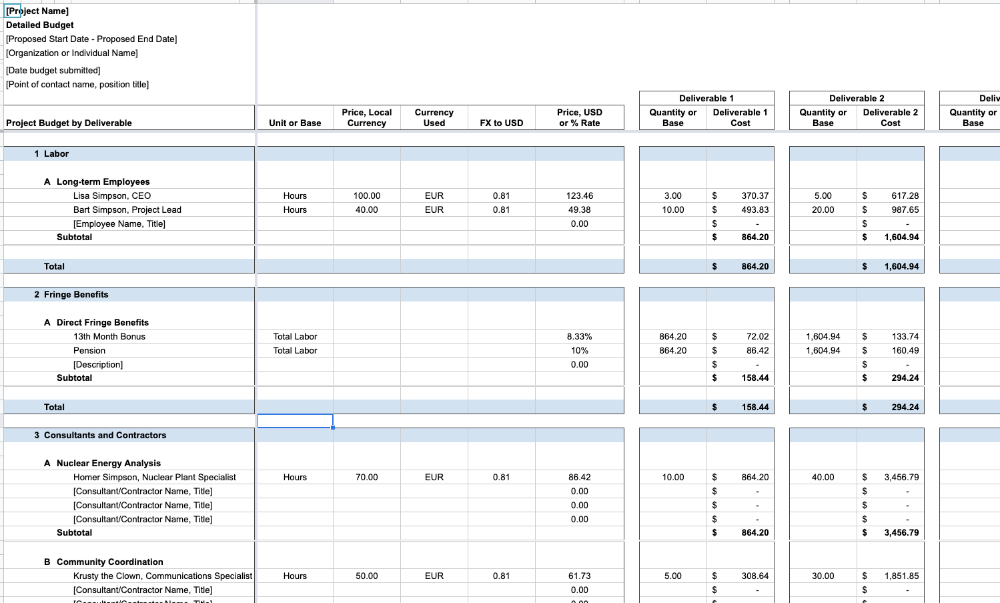 [Project Name]
Detailed Budget
[Proposed Start Date - Proposed End Date]
[Organization or Individual Name]
[Date budget submitted]
[Point of contact name, position title]
Deliverable 1 Deliverable 2 Deliv
Project Budget by Deliverable Unit or Base Price, Local Currency Currency Used FX to USD Price, USD or % Rate Quantity or Base Deliverable 1 Cost Quantity or Base Deliverable 2 Cost Quantity or Base
1 Labor
A Long-term Employees
Lisa Simpson, CEO Hours 100.00 EUR 0.81 123.46 3.00 $ 370.37 5.00 $ 617.28
Bart Simpson, Project Lead Hours 40.00 EUR 0.81 49.38 10.00 $ 493.83 20.00 $ 987.65
[Employee Name, Title] 0.00 $ - $ -
Subtotal $ 864.20 $ 1,604.94
Total $ 864.20 $ 1,604.94
2 Fringe Benefits
A Direct Fringe Benefits
13th Month Bonus Total Labor 8.33% 864.20 $ 72.02 1,604.94 $ 133.74
Pension Total Labor 10% 864.20 $ 86.42 1,604.94 $ 160.49
[Description] 0.00 $ - $ -
Subtotal $ 158.44 $ 294.24
Total $ 158.44 $ 294.24
3 Consultants and Contractors
A Nuclear Energy Analysis
Homer Simpson, Nuclear Plant Specialist Hours 70.00 EUR 0.81 86.42 10.00 $ 864.20 40.00 $ 3,456.79
[Consultant/Contractor Name, Title] 0.00 $ - $ -
[Consultant/Contractor Name, Title] 0.00 $ - $ -
[Consultant/Contractor Name, Title] 0.00 $ - $ -
Subtotal $ 864.20 $ 3,456.79
B Community Coordination
Krusty the Clown, Communications Specialist Hours 50.00 EUR 0.81 61.73 5.00 $ 308.64 30.00 $ 1,851.85
[Consultant/Contractor Name, Title] 0.00 $ - $ -